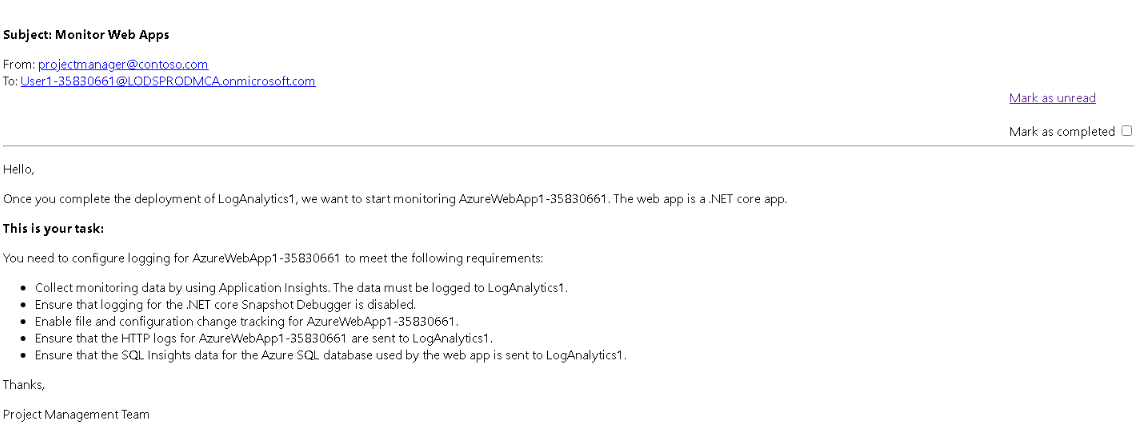 Subject: Monitor Web Apps
From: projectmanager@contoso.com
To: User1-35830661@LODSPRODMCA.onmicrosoft.com
Mark as unread
Mark as completed
Hello,
Once you complete the deployment of LogAnalytics1, we want to start monitoring AzureWebApp1-35830661. The web app is a .NET core app.
This is your task:
You need to configure logging for AzureWebApp1-35830661 to meet the following requirements:
• Collect monitoring data by using Application Insights. The data must be logged to LogAnalytics1.
• Ensure that logging for the .NET core Snapshot Debugger is disabled.
• Enable file and configuration change tracking for AzureWebApp1-35830661.
• Ensure that the HTTP logs for AzureWebApp1-35830661 are sent to LogAnalytics1.
• Ensure that the SQL Insights data for the Azure SQL database used by the web app is sent to LogAnalytics1.
Thanks,
Project Management Team